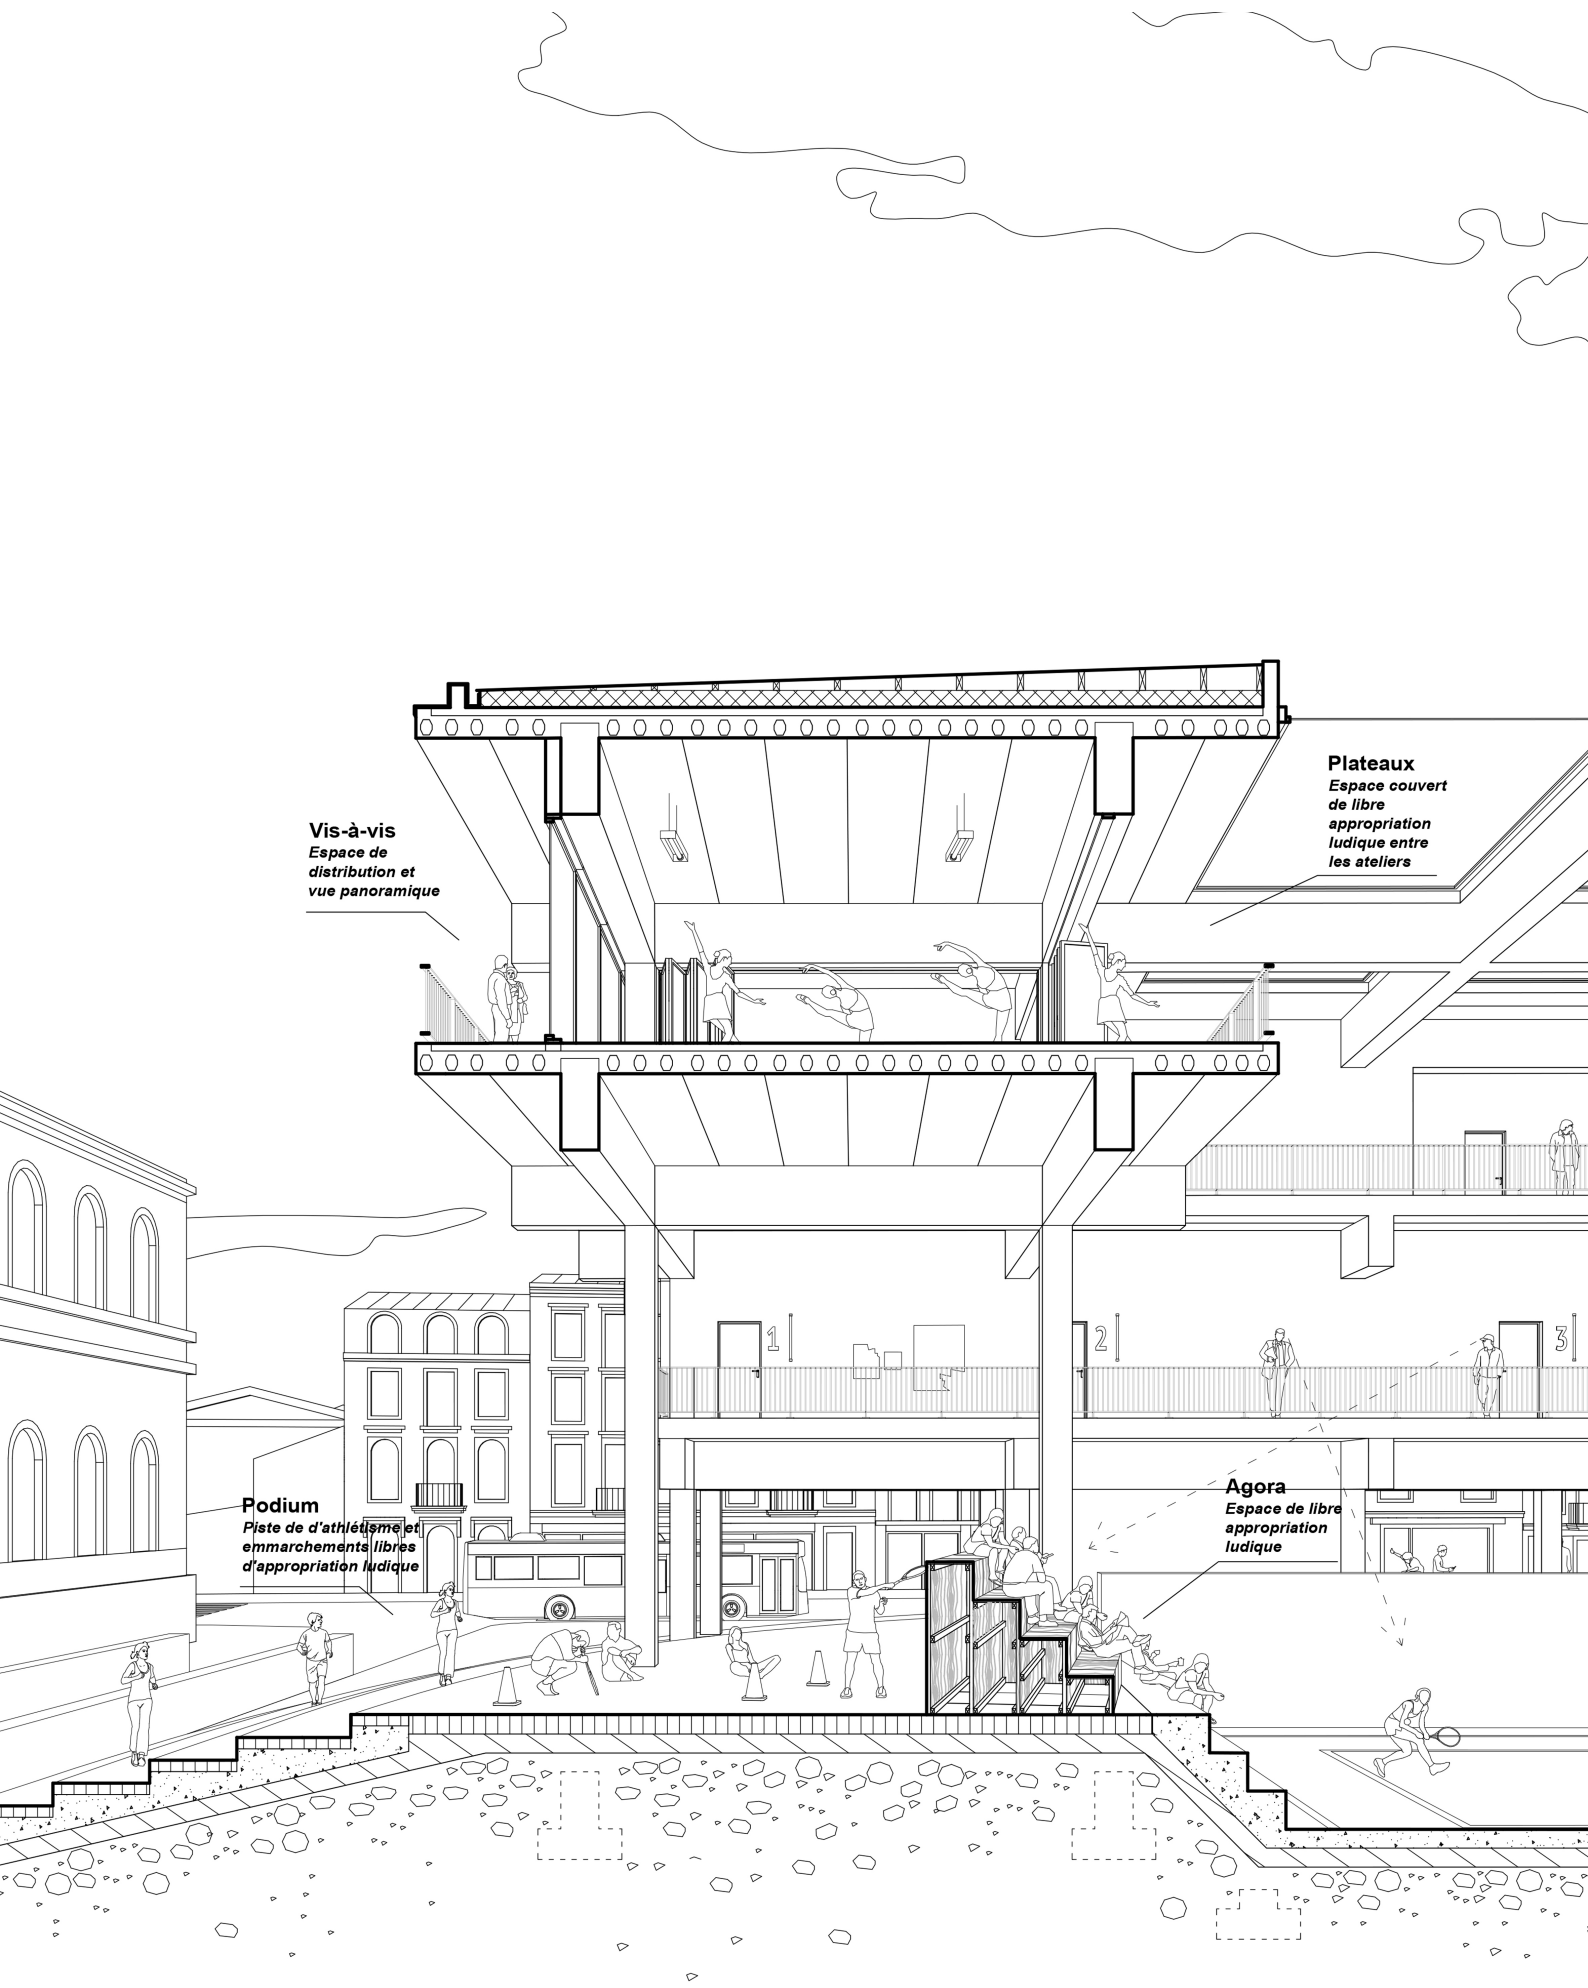 Plateaux
Espace couvert
de libre
appropriation
ludique entre
les ateliers
Vis-à-vis
Espace de
distribution et
vue panoramique
1
2
3
Agora
Espace de libre
appropriation
ludique
Podium
Piste de d'athlétisme et
emmarchements libres
d'appropriation ludique